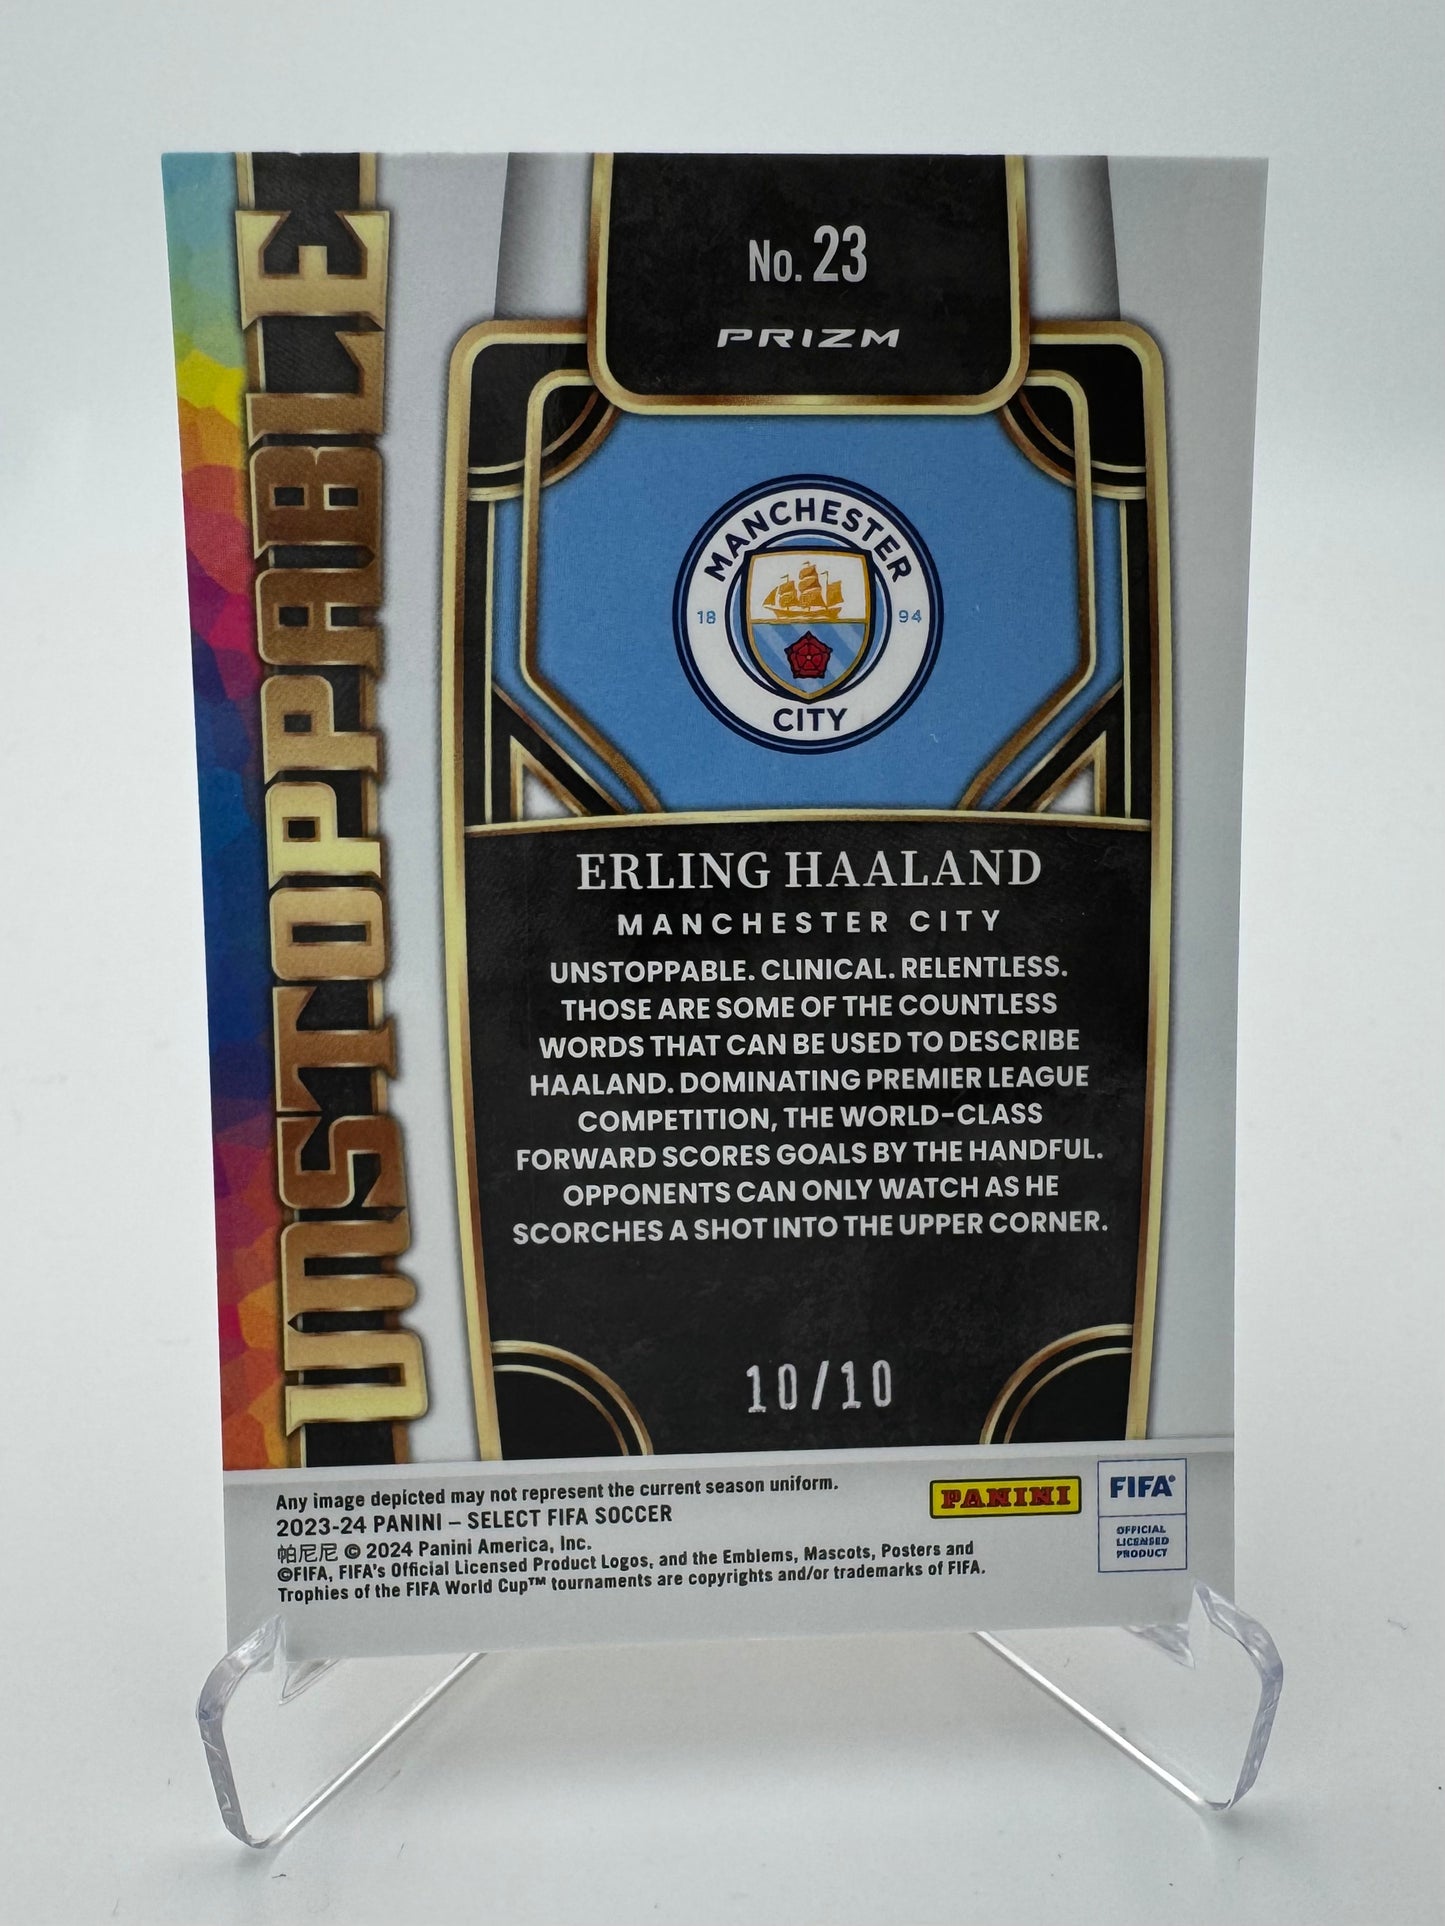 UNSTOPPABLE
No. 23
PRIZM
MANCHESTER
18 94
CITY
ERLING HAALAND
MANCHESTER CITY
UNSTOPPABLE. CLINICAL. RELENTLESS.
THOSE ARE SOME OF THE COUNTLESS
WORDS THAT CAN BE USED TO DESCRIBE
HAALAND. DOMINATING PREMIER LEAGUE
COMPETITION, THE WORLD-CLASS
FORWARD SCORES GOALS BY THE HANDFUL.
OPPONENTS CAN ONLY WATCH AS HE
SCORCHES A SHOT INTO THE UPPER CORNER.
10/10
Any image depicted may not represent the current season uniform.
2023-24 PANINI – SELECT FIFA SOCCER
帕尼尼 © 2024 Panini America, Inc.
©FIFA, FIFA's Official Licensed Product Logos, and the Emblems, Mascots, Posters and
Trophies of the FIFA World Cup™ tournaments are copyrights and/or trademarks of FIFA.
PANINI
FIFA®
OFFICIAL
LICENSED
PRODUCT